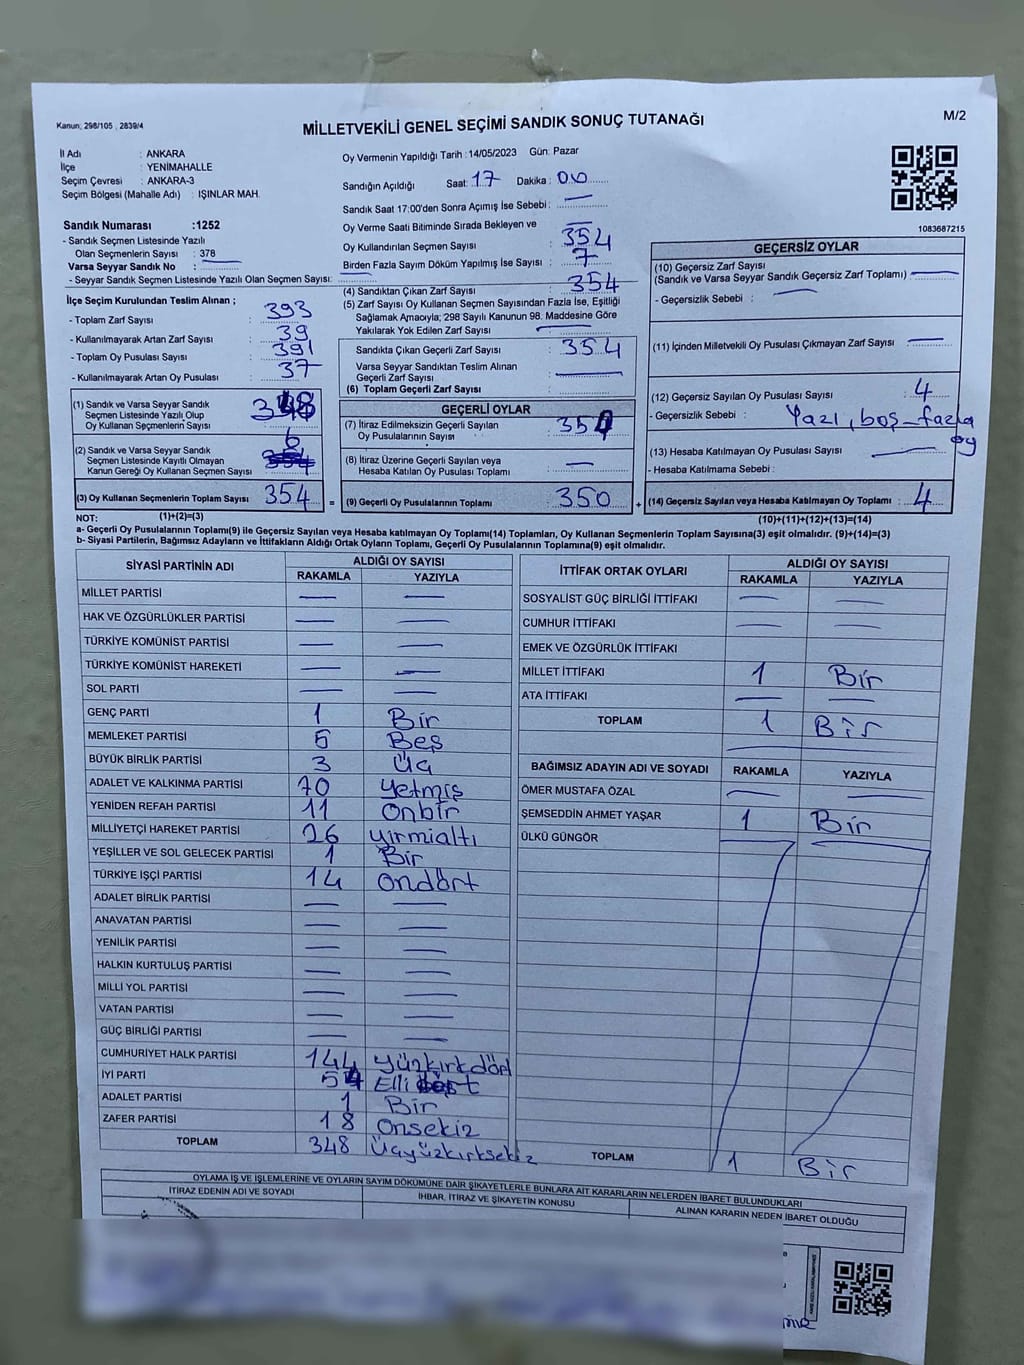 Kanun; 298/105 ; 2839/4
M/2
MİLLETVEKİLİ GENEL SEÇİMİ SANDIK SONUÇ TUTANAĞI
İl Adı : ANKARA
İlçe : YENİMAHALLE
Seçim Çevresi : ANKARA-3
Seçim Bölgesi (Mahalle Adı) : IŞINLAR MAH.
Sandık Numarası :1252
- Sandık Seçmen Listesinde Yazılı
Olan Seçmenlerin Sayısı : 378
Varsa Seyyar Sandık No :
- Seyyar Sandık Seçmen Listesinde Yazılı Olan Seçmen Sayısı:
Oy Vermenin Yapıldığı Tarih :14/05/2023 Gün: Pazar
Sandığın Açıldığı Saat: 17 Dakika : 00
Sandık Saat 17:00'den Sonra Açımış İse Sebebi : —
Oy Verme Saati Bitiminde Sırada Bekleyen ve —
Oy Kullandırılan Seçmen Sayısı : 354
Birden Fazla Sayım Döküm Yapılmış İse Sayısı : 7
(4) Sandıktan Çıkan Zarf Sayısı : 354
(5) Zarf Sayısı Oy Kullanan Seçmen Sayısından Fazla İse, Eşitliği
Sağlamak Amacıyla; 298 Sayılı Kanunun 98. Maddesine Göre
Yakılarak Yok Edilen Zarf Sayısı : —
1083687215
İlçe Seçim Kurulundan Teslim Alınan ;
- Toplam Zarf Sayısı : 393
- Kullanılmayarak Artan Zarf Sayısı : 39
- Toplam Oy Pusulası Sayısı : 391
- Kullanılmayarak Artan Oy Pusulası : 37
(1) Sandık ve Varsa Seyyar Sandık
Seçmen Listesinde Yazılı Olup
Oy Kullanan Seçmenlerin Sayısı : 348
(2) Sandık ve Varsa Seyyar Sandık
Seçmen Listesinde Kayıtlı Olmayan
Kanun Gereği Oy Kullanan Seçmen Sayısı : 6
(3) Oy Kullanan Seçmenlerin Toplam Sayısı 354
Sandıkta Çıkan Geçerli Zarf Sayısı : 354
Varsa Seyyar Sandıktan Teslim Alınan
Geçerli Zarf Sayısı : —
(6) Toplam Geçerli Zarf Sayısı :
GEÇERLİ OYLAR
(7) İtiraz Edilmeksizin Geçerli Sayılan
Oy Pusulalarının Sayısı : 350
(8) İtiraz Üzerine Geçerli Sayılan veya
Hesaba Katılan Oy Pusulası Toplamı : —
= (9) Geçerli Oy Pusulalarının Toplamı : 350
GEÇERSİZ OYLAR
(10) Geçersiz Zarf Sayısı
(Sandık ve Varsa Seyyar Sandık Geçersiz Zarf Toplamı) —
- Geçersizlik Sebebi : —
(11) İçinden Milletvekili Oy Pusulası Çıkmayan Zarf Sayısı : —
(12) Geçersiz Sayılan Oy Pusulası Sayısı : 4
- Geçersizlik Sebebi : Yazı, boş - fazla
oy
(13) Hesaba Katılmayan Oy Pusulası Sayısı : —
- Hesaba Katılmama Sebebi :
+ (14) Geçersiz Sayılan veya Hesaba Katılmayan Oy Toplamı : 4
NOT: (1)+(2)=(3)
(10)+(11)+(12)+(13)=(14)
a- Geçerli Oy Pusulalarının Toplamı(9) ile Geçersiz Sayılan veya Hesaba katılmayan Oy Toplamı(14) Toplamları, Oy Kullanan Seçmenlerin Toplam Sayısına(3) eşit olmalıdır. (9)+(14)=(3)
b- Siyasi Partilerin, Bağımsız Adayların ve İttifakların Aldığı Ortak Oyların Toplamı, Geçerli Oy Pusulalarının Toplamına(9) eşit olmalıdır.
SİYASİ PARTİNİN ADI ALDIĞI OY SAYISI
RAKAMLA YAZIYLA
MİLLET PARTİSİ — —
HAK VE ÖZGÜRLÜKLER PARTİSİ — —
TÜRKİYE KOMÜNİST PARTİSİ — —
TÜRKİYE KOMÜNİST HAREKETİ — —
SOL PARTİ — —
GENÇ PARTİ 1 Bir
MEMLEKET PARTİSİ 5 Beş
BÜYÜK BİRLİK PARTİSİ 3 Üç
ADALET VE KALKINMA PARTİSİ 70 Yetmiş
YENİDEN REFAH PARTİSİ 11 Onbir
MİLLİYETÇİ HAREKET PARTİSİ 26 yirmialtı
YEŞİLLER VE SOL GELECEK PARTİSİ 1 Bir
TÜRKİYE İŞÇİ PARTİSİ 14 Ondört
ADALET BİRLİK PARTİSİ — —
ANAVATAN PARTİSİ — —
YENİLİK PARTİSİ — —
HALKIN KURTULUŞ PARTİSİ — —
MİLLİ YOL PARTİSİ — —
VATAN PARTİSİ — —
GÜÇ BİRLİĞİ PARTİSİ — —
CUMHURİYET HALK PARTİSİ 144 Yüzkırkdört
İYİ PARTİ 54 Elli
ADALET PARTİSİ 1 Bir
ZAFER PARTİSİ 18 Onsekiz
TOPLAM 348 Üçyüzkırksekiz
İTTİFAK ORTAK OYLARI ALDIĞI OY SAYISI
RAKAMLA YAZIYLA
SOSYALİST GÜÇ BİRLİĞİ İTTİFAKI — —
CUMHUR İTTİFAKI — —
EMEK VE ÖZGÜRLÜK İTTİFAKI
MİLLET İTTİFAKI 1 Bir
ATA İTTİFAKI — —
TOPLAM 1 Bir
BAĞIMSIZ ADAYIN ADI VE SOYADI RAKAMLA YAZIYLA
ÖMER MUSTAFA ÖZAL — —
ŞEMSEDDİN AHMET YAŞAR 1 Bir
ÜLKÜ GÜNGÖR — —
TOPLAM 1 Bir
OYLAMA İŞ VE İŞLEMLERİNE VE OYLARIN SAYIM DÖKÜMÜNE DAİR ŞİKAYETLERLE BUNLARA AİT KARARLARIN NELERDEN İBARET BULUNDUKLARI
İTİRAZ EDENİN ADI VE SOYADI İHBAR, İTİRAZ VE ŞİKAYETİN KONUSU ALINAN KARARIN NEDEN İBARET OLDUĞU